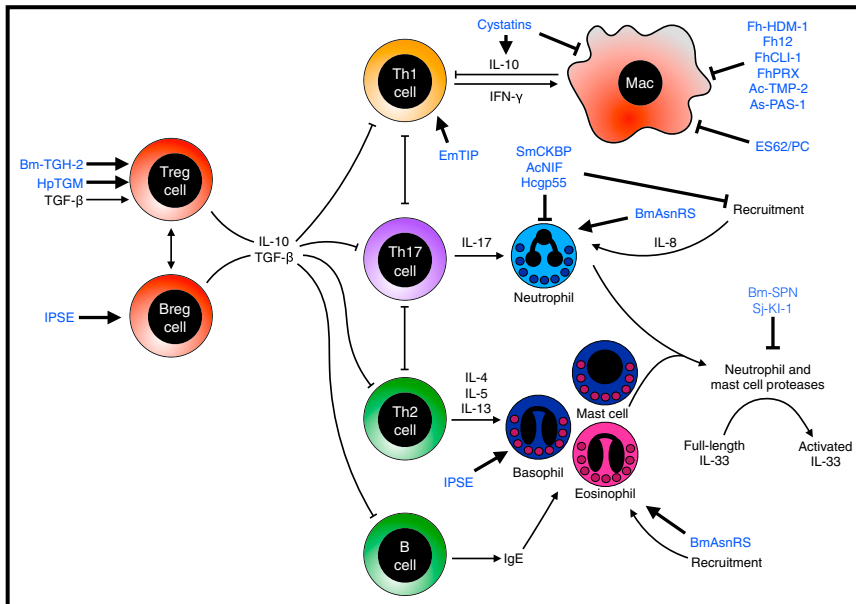 Cystatins
Th1
cell
IL-10
IFN-γ
Mac
Fh-HDM-1
Fh12
FhCLI-1
FhPRX
Ac-TMP-2
As-PAS-1
ES62/PC
EmTIP
Bm-TGH-2
HpTGM
TGF-β
Treg
cell
IL-10
TGF-β
IPSE
Breg
cell
Th17
cell
IL-17
SmCKBP
AcNIF
Hcgp55
Neutrophil
BmAsnRS
Recruitment
IL-8
Bm-SPN
Sj-KI-1
Neutrophil and
mast cell proteases
Full-length
IL-33
Activated
IL-33
Th2
cell
IL-4
IL-5
IL-13
Mast cell
Basophil
IPSE
Eosinophil
B
cell
IgE
BmAsnRS
Recruitment